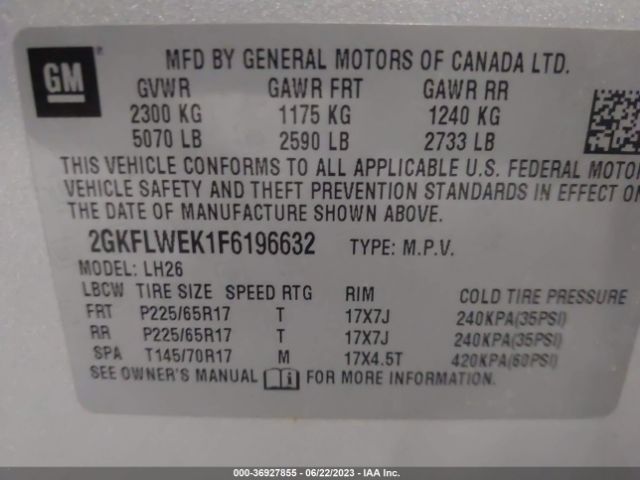 GM
MFD BY GENERAL MOTORS OF CANADA LTD.
GVWR GAWR FRT GAWR RR
2300 KG 1175 KG 1240 KG
5070 LB 2590 LB 2733 LB
THIS VEHICLE CONFORMS TO ALL APPLICABLE U.S. FEDERAL MOTOR
VEHICLE SAFETY AND THEFT PREVENTION STANDARDS IN EFFECT ON
THE DATE OF MANUFACTURE SHOWN ABOVE.
2GKFLWEK1F6196632 TYPE: M.P.V.
MODEL: LH26
LBCW TIRE SIZE SPEED RTG RIM COLD TIRE PRESSURE
FRT P225/65R17 T 17X7J 240KPA(35PSI)
RR P225/65R17 T 17X7J 240KPA(35PSI)
SPA T145/70R17 M 17X4.5T 420KPA(60PSI)
SEE OWNER'S MANUAL FOR MORE INFORMATION.
000-36927855 - 06/22/2023 - IAA Inc.